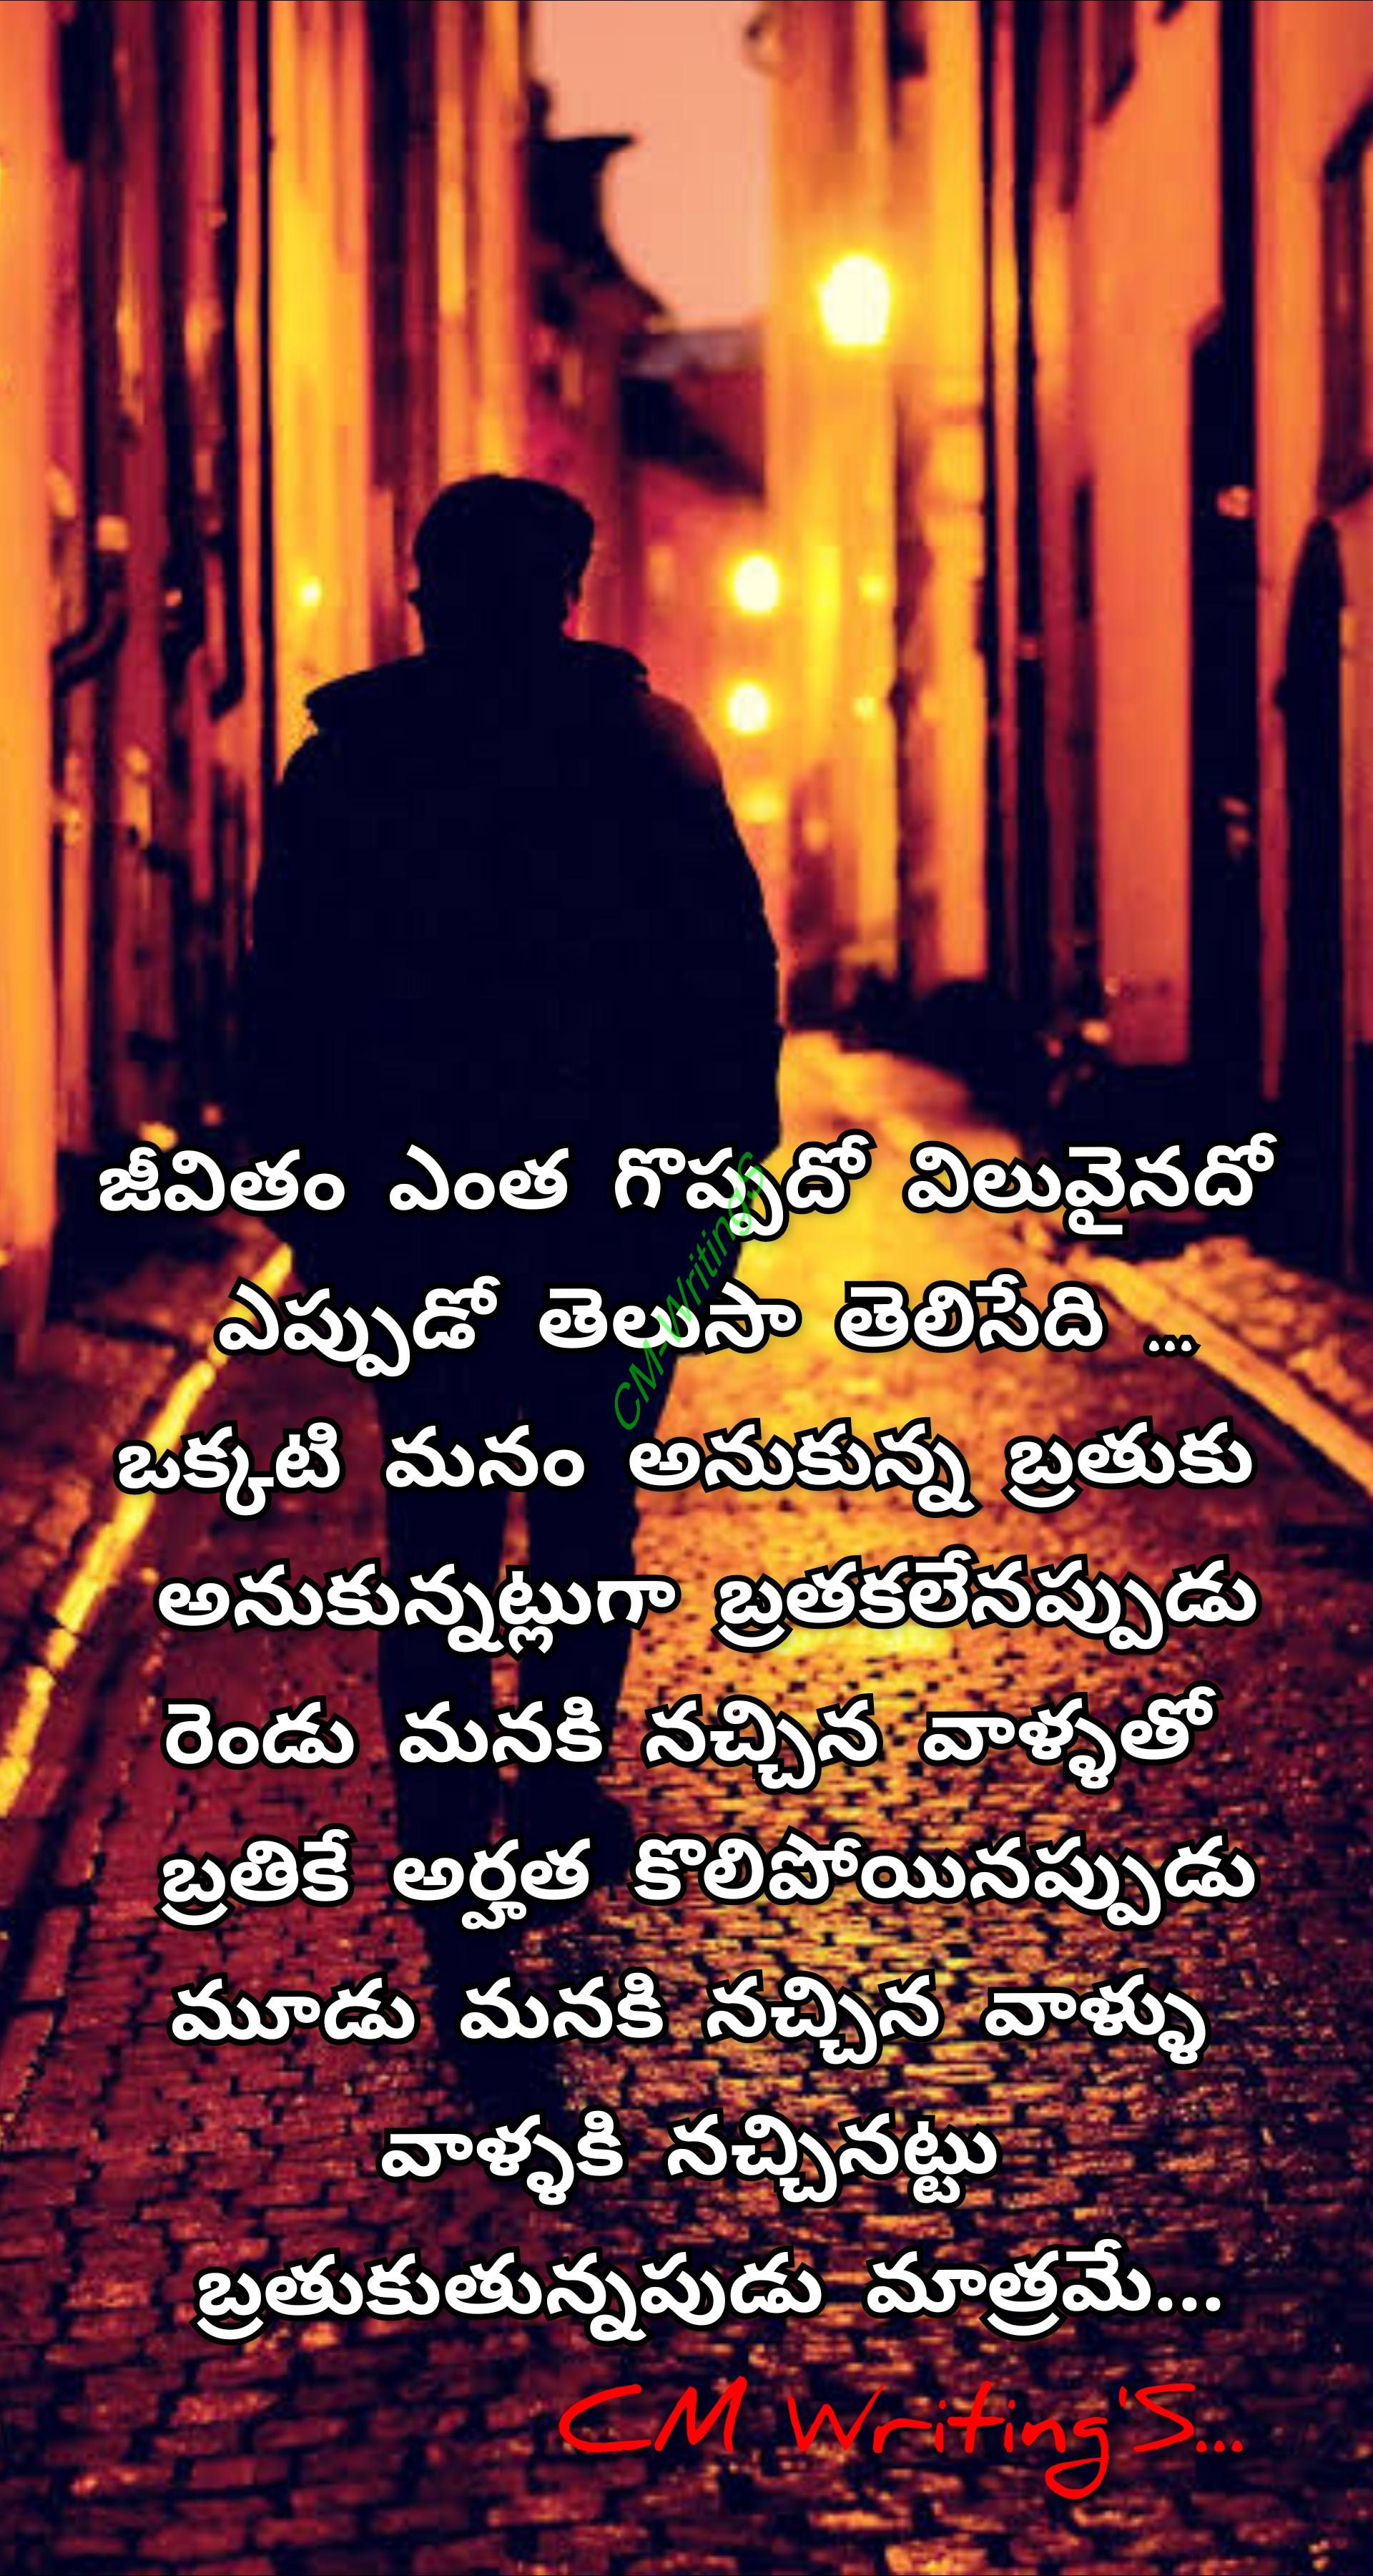 జీవితం ఎంత గొప్పదో విలువైనదో
ఎప్పుడో తెలుసా తెలిసేది ...
ఒక్కటి మనం అనుకున్న బ్రతుకు
అనుకున్నట్లుగా బ్రతకలేనప్పుడు
రెండు మనకి నచ్చిన వాళ్ళతో
బ్రతికే అర్హత కొలిపోయినప్పుడు
మూడు మనకి నచ్చిన వాళ్ళు
వాళ్ళకి నచ్చినట్టు
బ్రతుకుతున్నపుడు మాత్రమే...
CM Writing'S...
CM-Writings